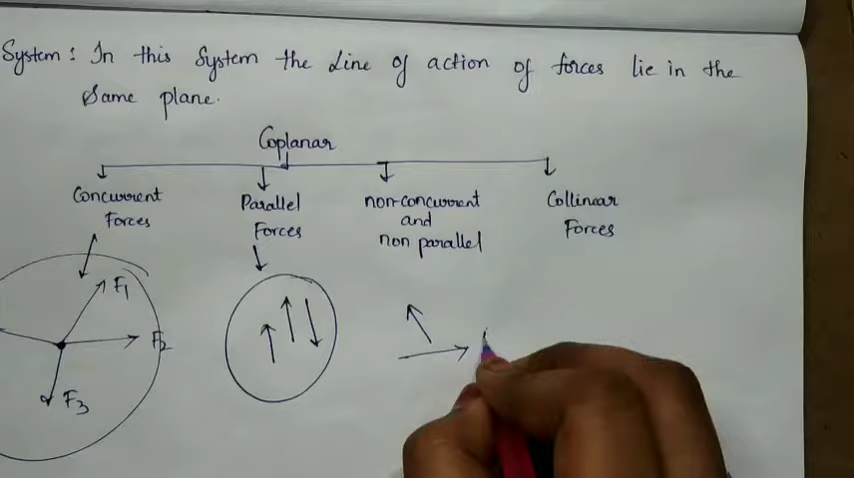 System: In this System the Line of action of forces lie in the
Same plane.
Coplanar
Concurrent
Forces
Parallel
Forces
non-concurrent
and
non parallel
Collinear
Forces
F1
F2
F3